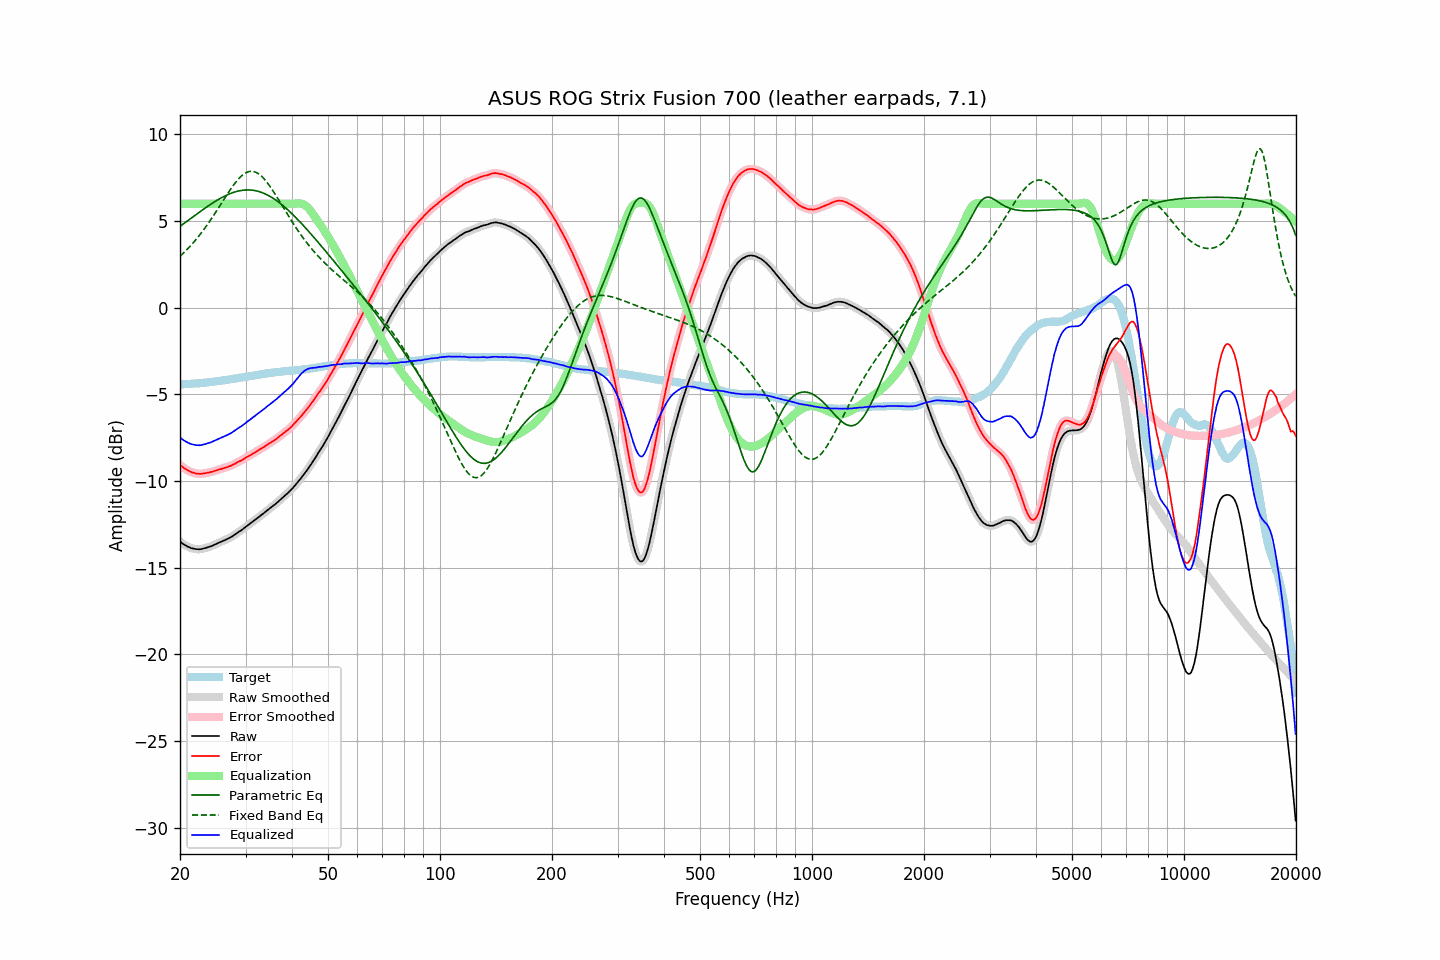 ASUS ROG Strix Fusion 700 (leather earpads, 7.1)
10
5
0
−5
−10
−15
−20
−25
−30
Amplitude (dBr)
Target
Raw Smoothed
Error Smoothed
Raw
Error
Equalization
Parametric Eq
Fixed Band Eq
Equalized
20 50 100 200 500 1000 2000 5000 10000 20000
Frequency (Hz)